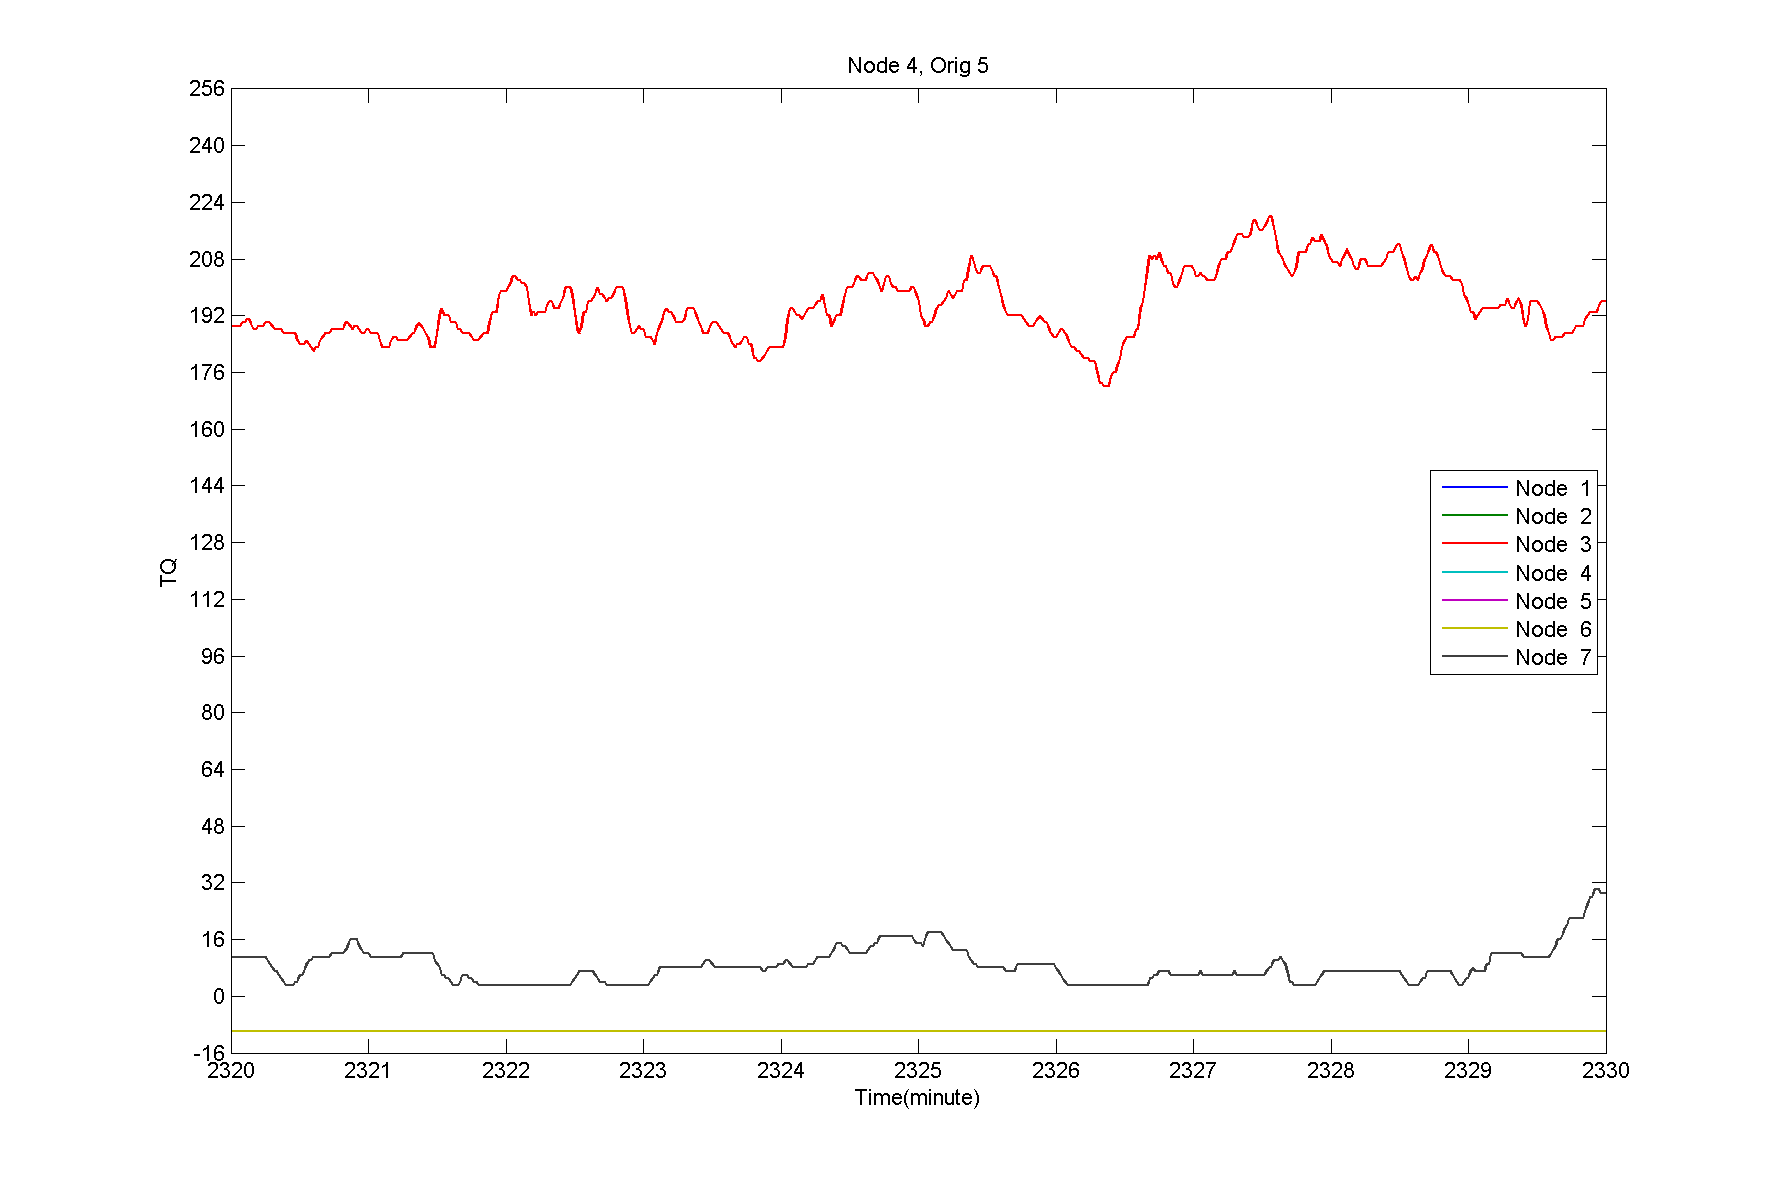 Node 4, Orig 5
256
240
224
208
192
176
160
144
128
112
96
80
64
48
32
16
0
-16
TQ
Node 1
Node 2
Node 3
Node 4
Node 5
Node 6
Node 7
2320 2321 2322 2323 2324 2325 2326 2327 2328 2329 2330
Time(minute)